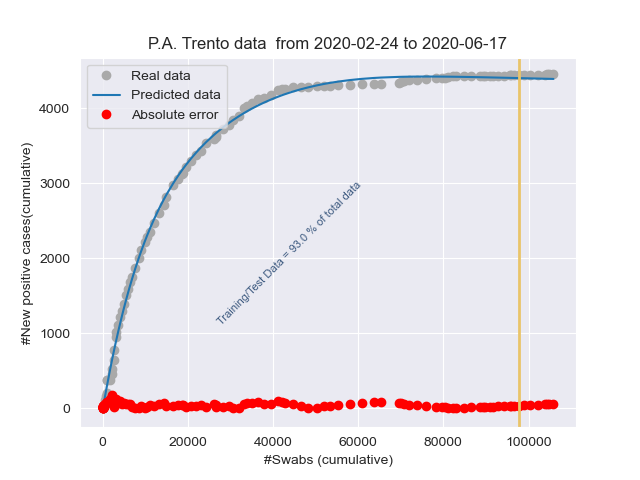 P.A. Trento data  from 2020-02-24 to 2020-06-17
Real data
Predicted data
Absolute error
#New positive cases(cumulative)
4000
3000
2000
1000
0
Training/Test Data = 93.0 % of total data
0
20000
40000
60000
80000
100000
#Swabs (cumulative)